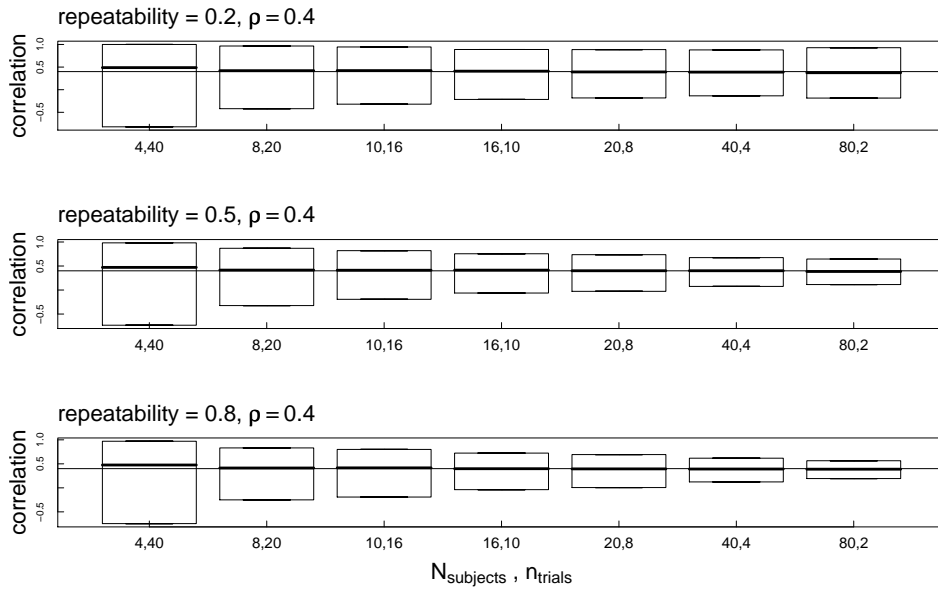 repeatability = 0.2, ρ = 0.4
correlation
1.0
0.5
−0.5
4,40 8,20 10,16 16,10 20,8 40,4 80,2
repeatability = 0.5, ρ = 0.4
correlation
1.0
0.5
−0.5
4,40 8,20 10,16 16,10 20,8 40,4 80,2
repeatability = 0.8, ρ = 0.4
correlation
1.0
0.5
−0.5
4,40 8,20 10,16 16,10 20,8 40,4 80,2
Nsubjects , ntrials